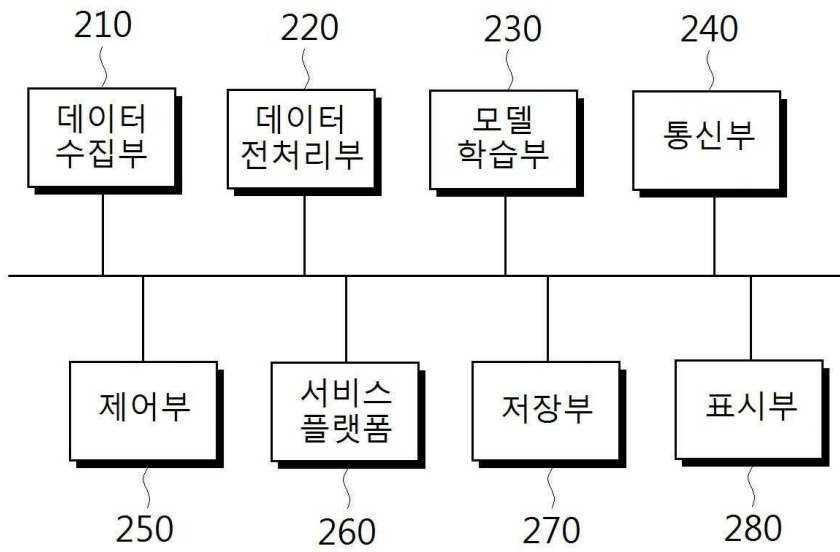 210
220
230
240
데이터
수집부
데이터
전처리부
모델
학습부
통신부
제어부
서비스
플랫폼
저장부
표시부
250
260
270
280